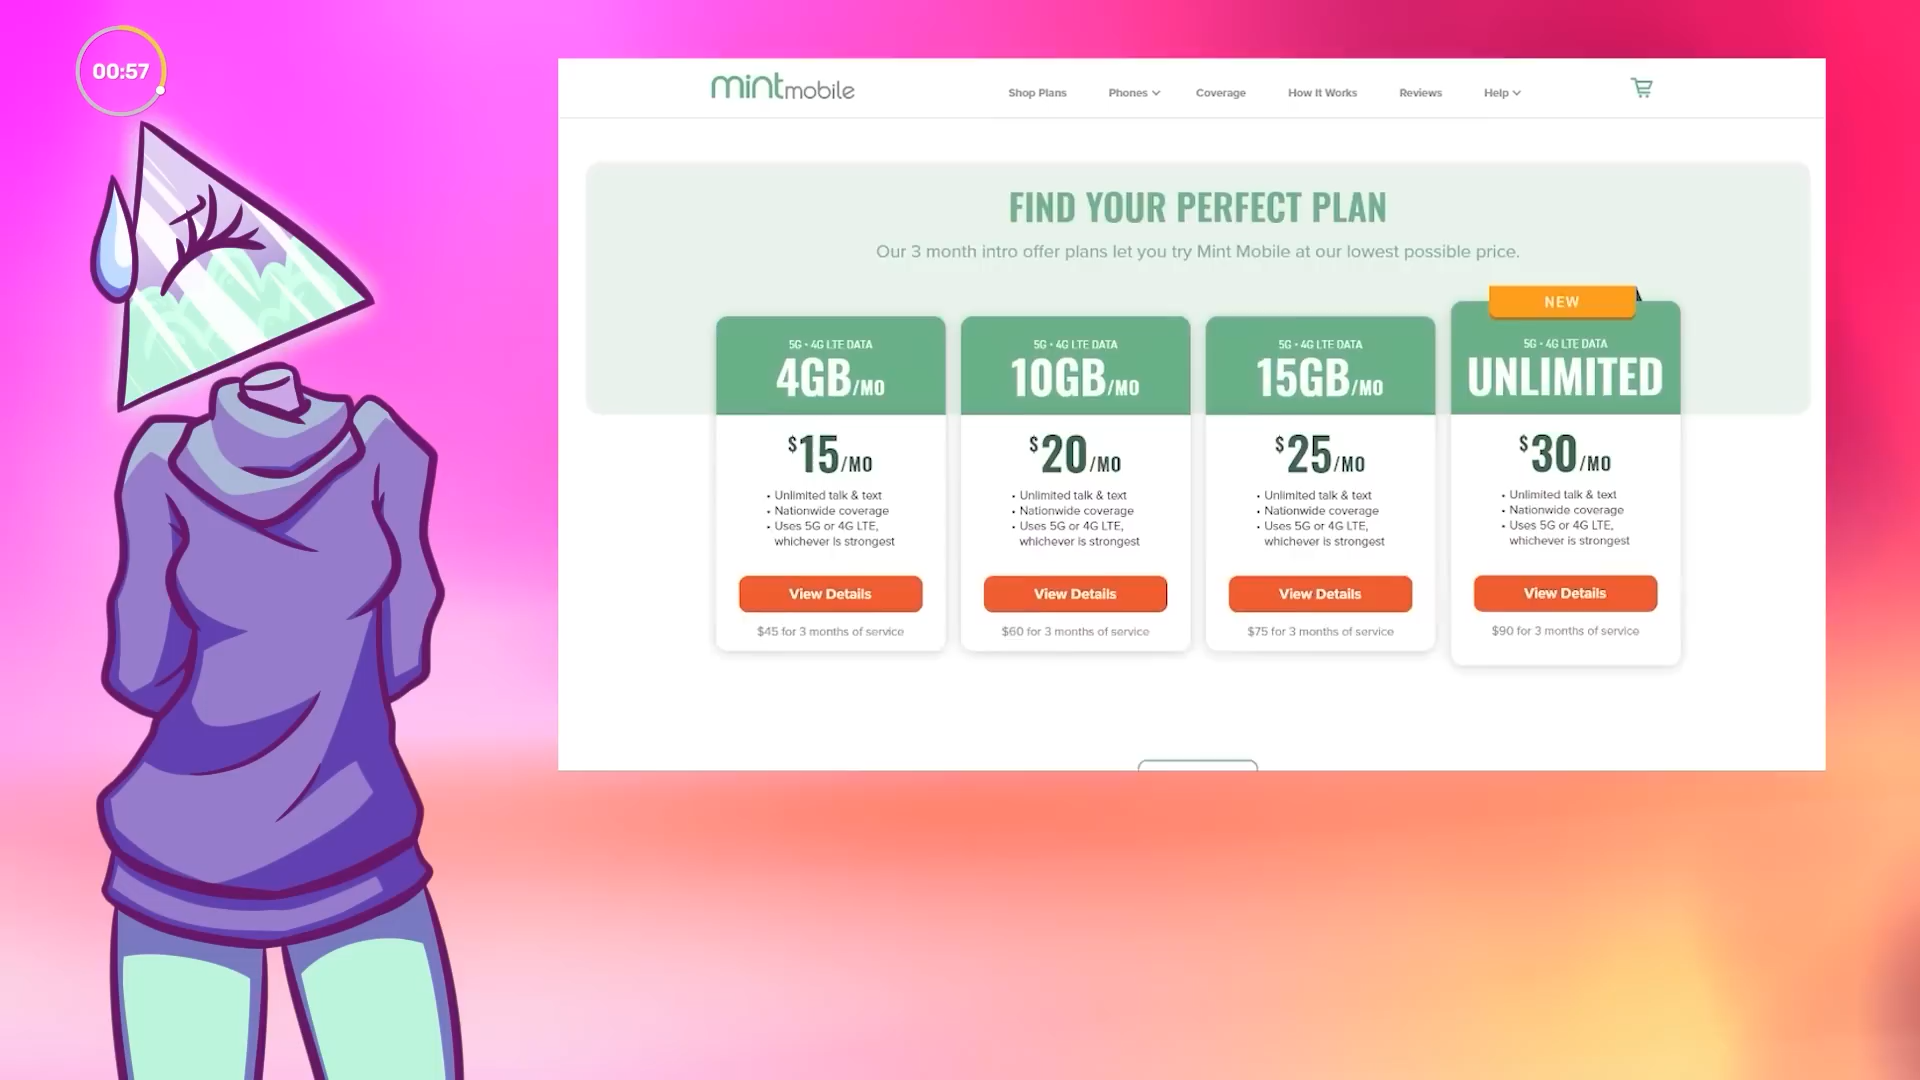 00:57
mintmobile
Shop Plans
Phones
Coverage
How It Works
Reviews
Help
FIND YOUR PERFECT PLAN
Our 3 month intro offer plans let you try Mint Mobile at our lowest possible price.
5G • 4G LTE DATA
4GB/MO
$15/MO
• Unlimited talk & text
• Nationwide coverage
• Uses 5G or 4G LTE,
whichever is strongest
View Details
$45 for 3 months of service
5G • 4G LTE DATA
10GB/MO
$20/MO
• Unlimited talk & text
• Nationwide coverage
• Uses 5G or 4G LTE,
whichever is strongest
View Details
$60 for 3 months of service
5G • 4G LTE DATA
15GB/MO
$25/MO
• Unlimited talk & text
• Nationwide coverage
• Uses 5G or 4G LTE,
whichever is strongest
View Details
$75 for 3 months of service
NEW
5G • 4G LTE DATA
UNLIMITED
$30/MO
• Unlimited talk & text
• Nationwide coverage
• Uses 5G or 4G LTE,
whichever is strongest
View Details
$90 for 3 months of service